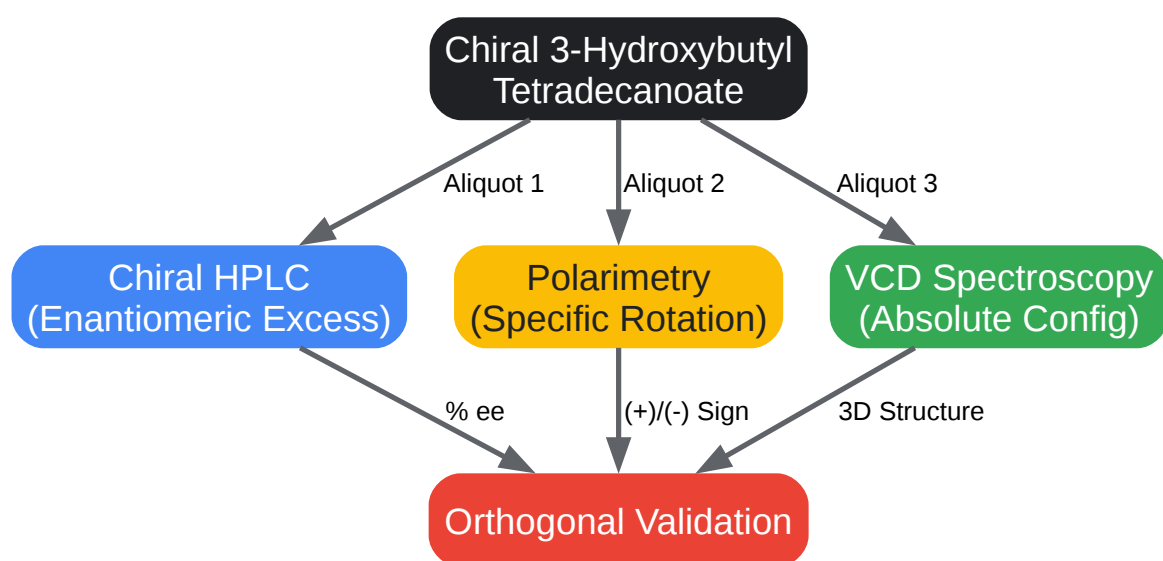 Chiral 3-Hydroxybutyl
Tetradecanoate
Aliquot 1
Aliquot 2
Aliquot 3
Chiral HPLC
(Enantiomeric Excess)
Polarimetry
(Specific Rotation)
VCD Spectroscopy
(Absolute Config)
% ee
(+)/(-) Sign
3D Structure
Orthogonal Validation